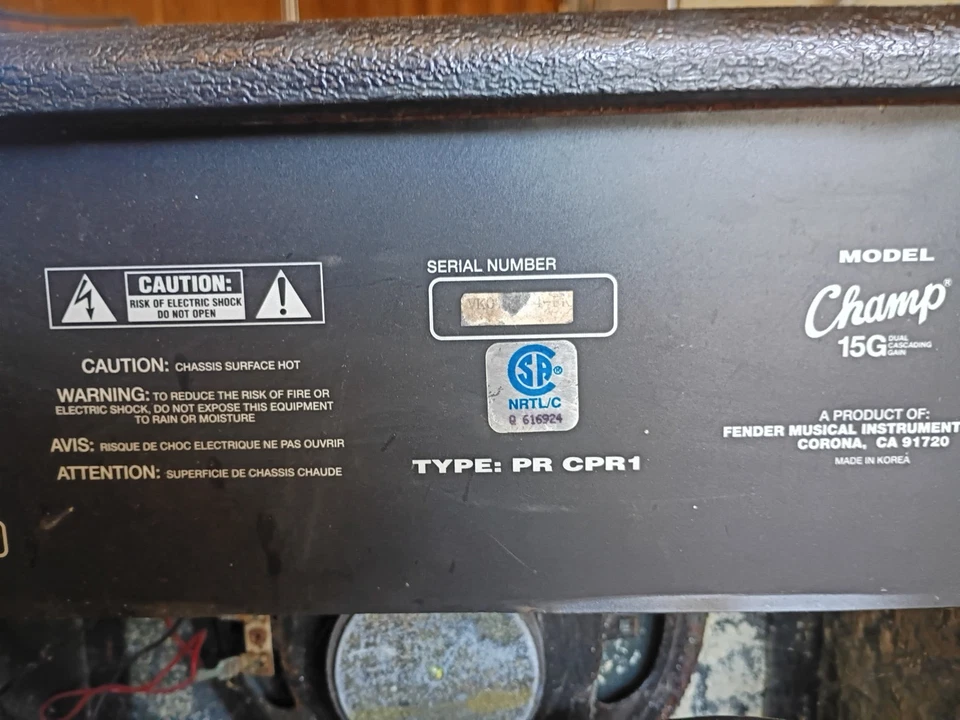 CAUTION:
RISK OF ELECTRIC SHOCK
DO NOT OPEN
CAUTION: CHASSIS SURFACE HOT
WARNING: TO REDUCE THE RISK OF FIRE OR
ELECTRIC SHOCK, DO NOT EXPOSE THIS EQUIPMENT
TO RAIN OR MOISTURE
AVIS: RISQUE DE CHOC ELECTRIQUE NE PAS OUVRIR
ATTENTION: SUPERFICIE DE CHASSIS CHAUDE
SERIAL NUMBER
SA ®
NRTL/C
616924
TYPE: PR CPR1
MODEL
Champ®
15G DUAL
CASCADING
GAIN
A PRODUCT OF:
FENDER MUSICAL INSTRUMENT
CORONA, CA 91720
MADE IN KOREA